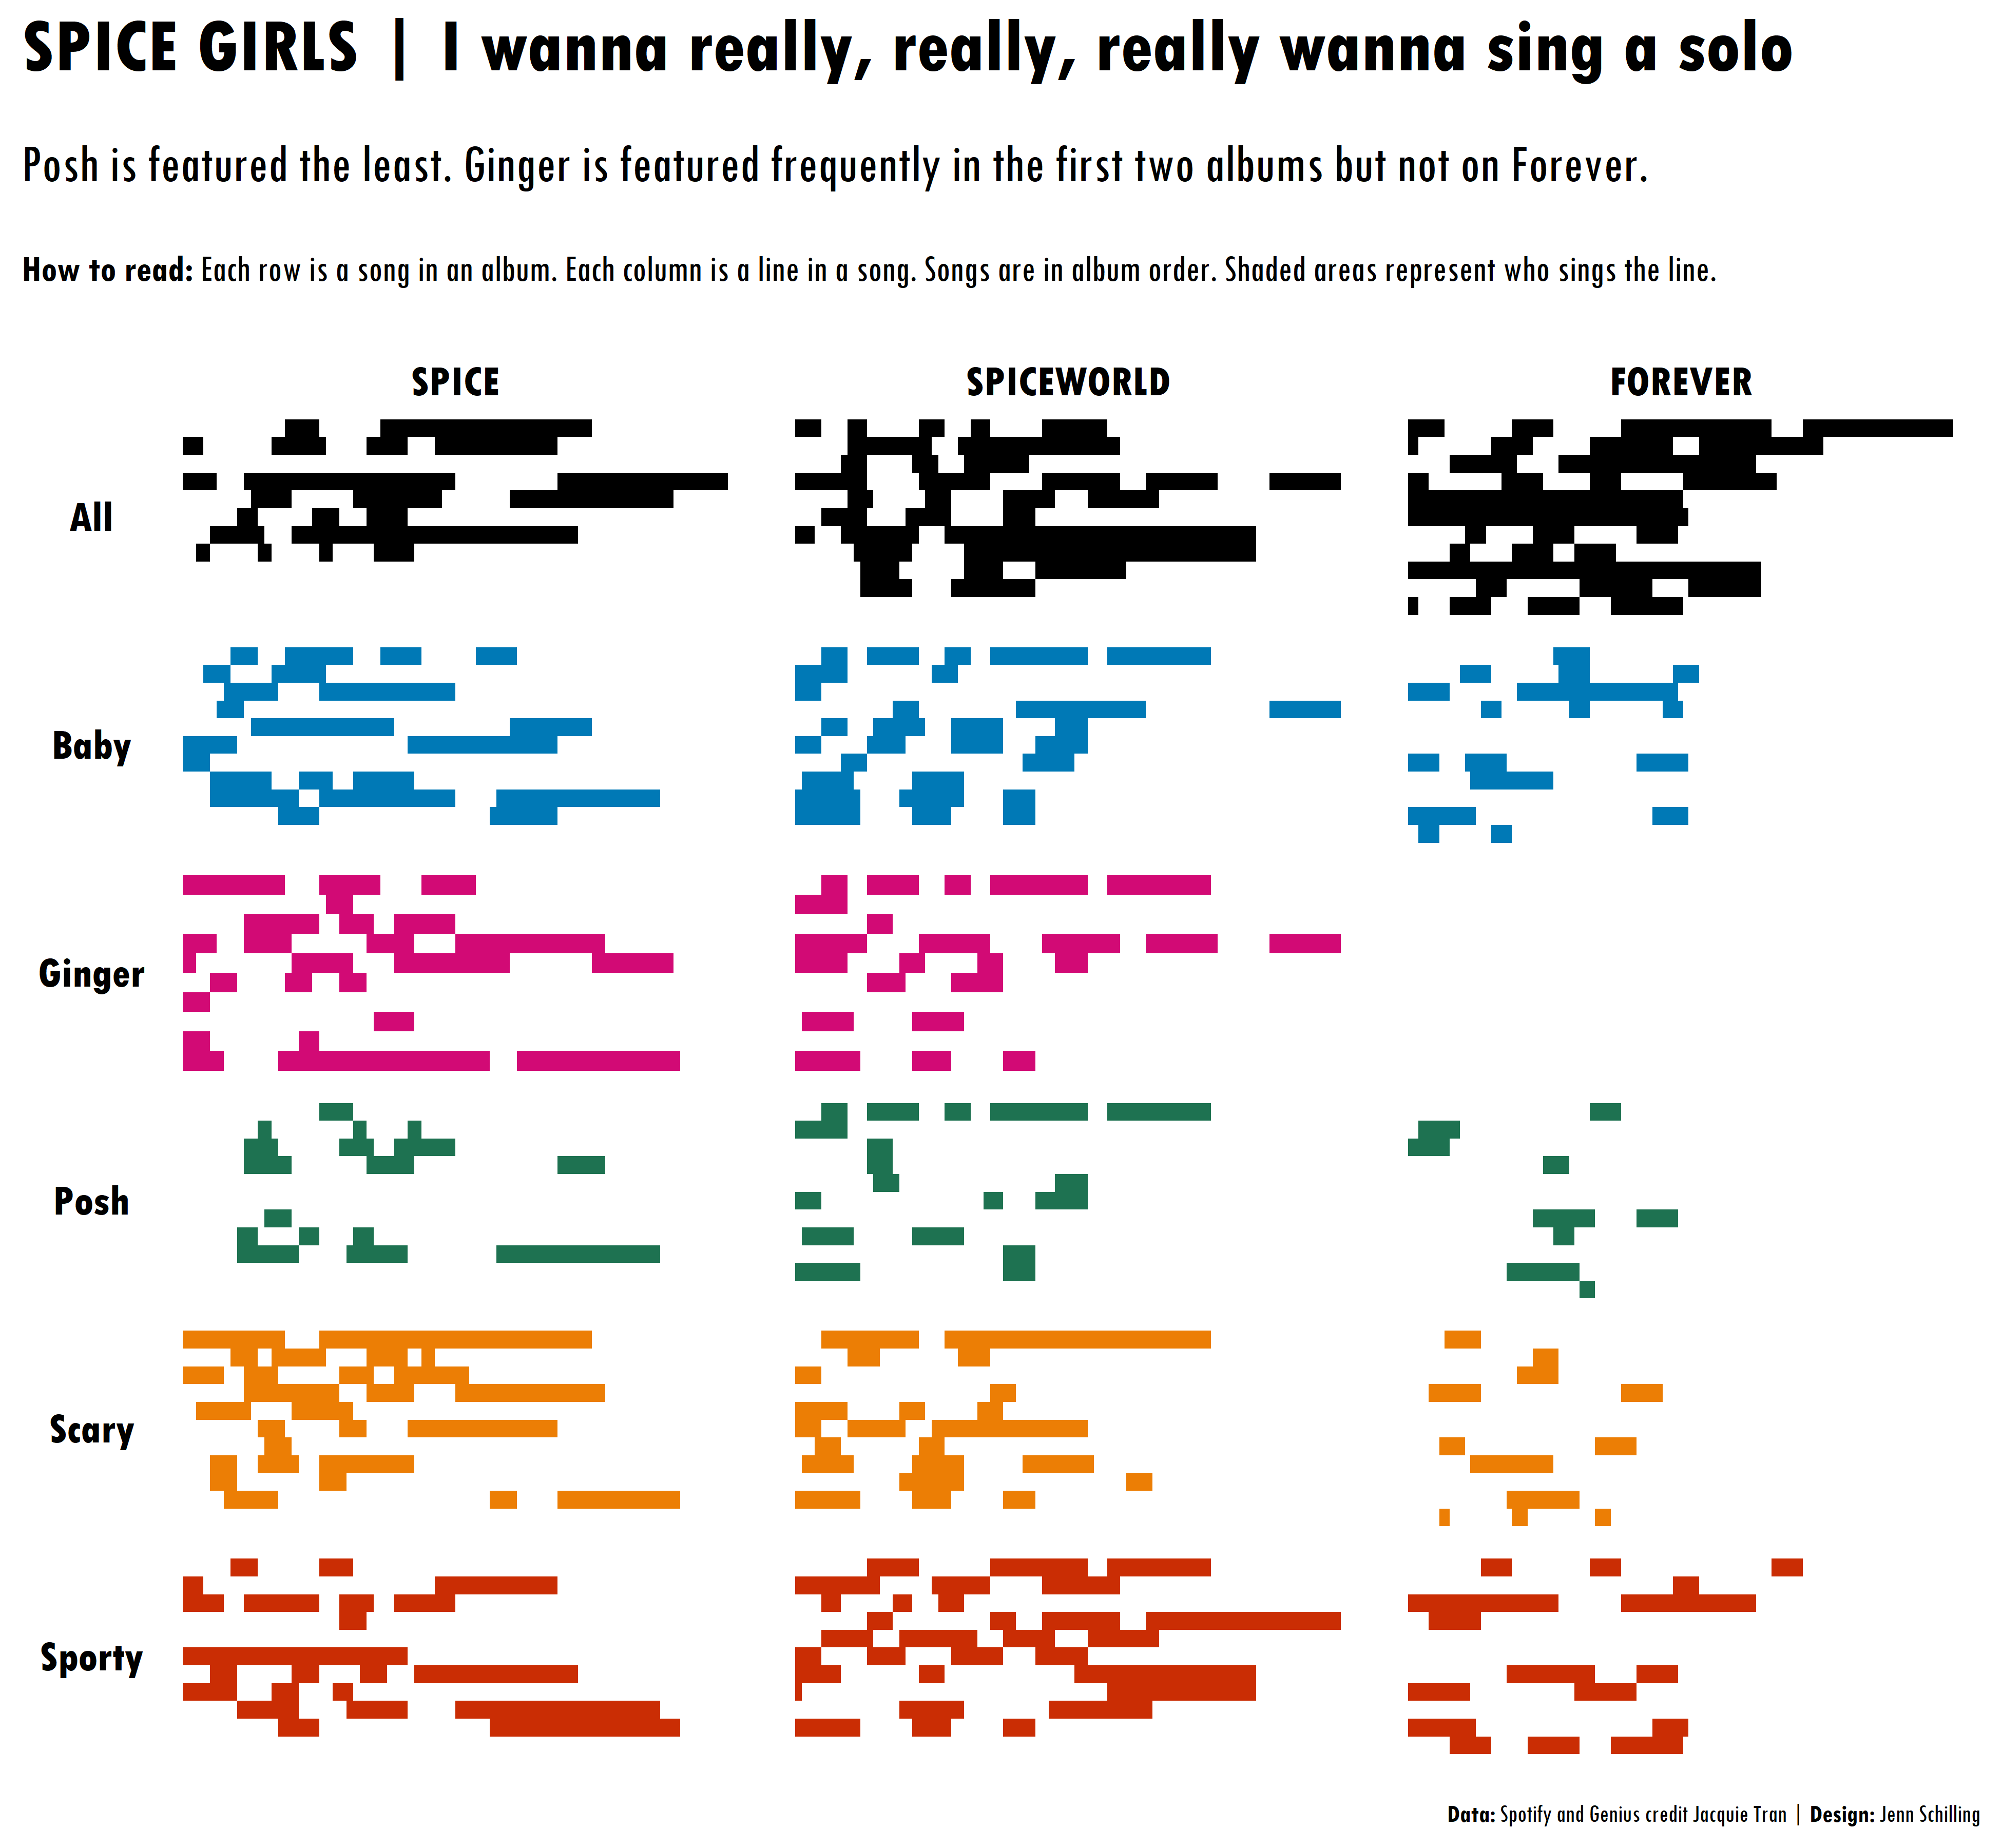 SPICE GIRLS | I wanna really, really, really wanna sing a solo
Posh is featured the least. Ginger is featured frequently in the first two albums but not on Forever.
How to read: Each row is a song in an album. Each column is a line in a song. Songs are in album order. Shaded areas represent who sings the line.
SPICE SPICEWORLD FOREVER
All
Baby
Ginger
Posh
Scary
Sporty
Data: Spotify and Genius credit Jacquie Tran | Design: Jenn Schilling